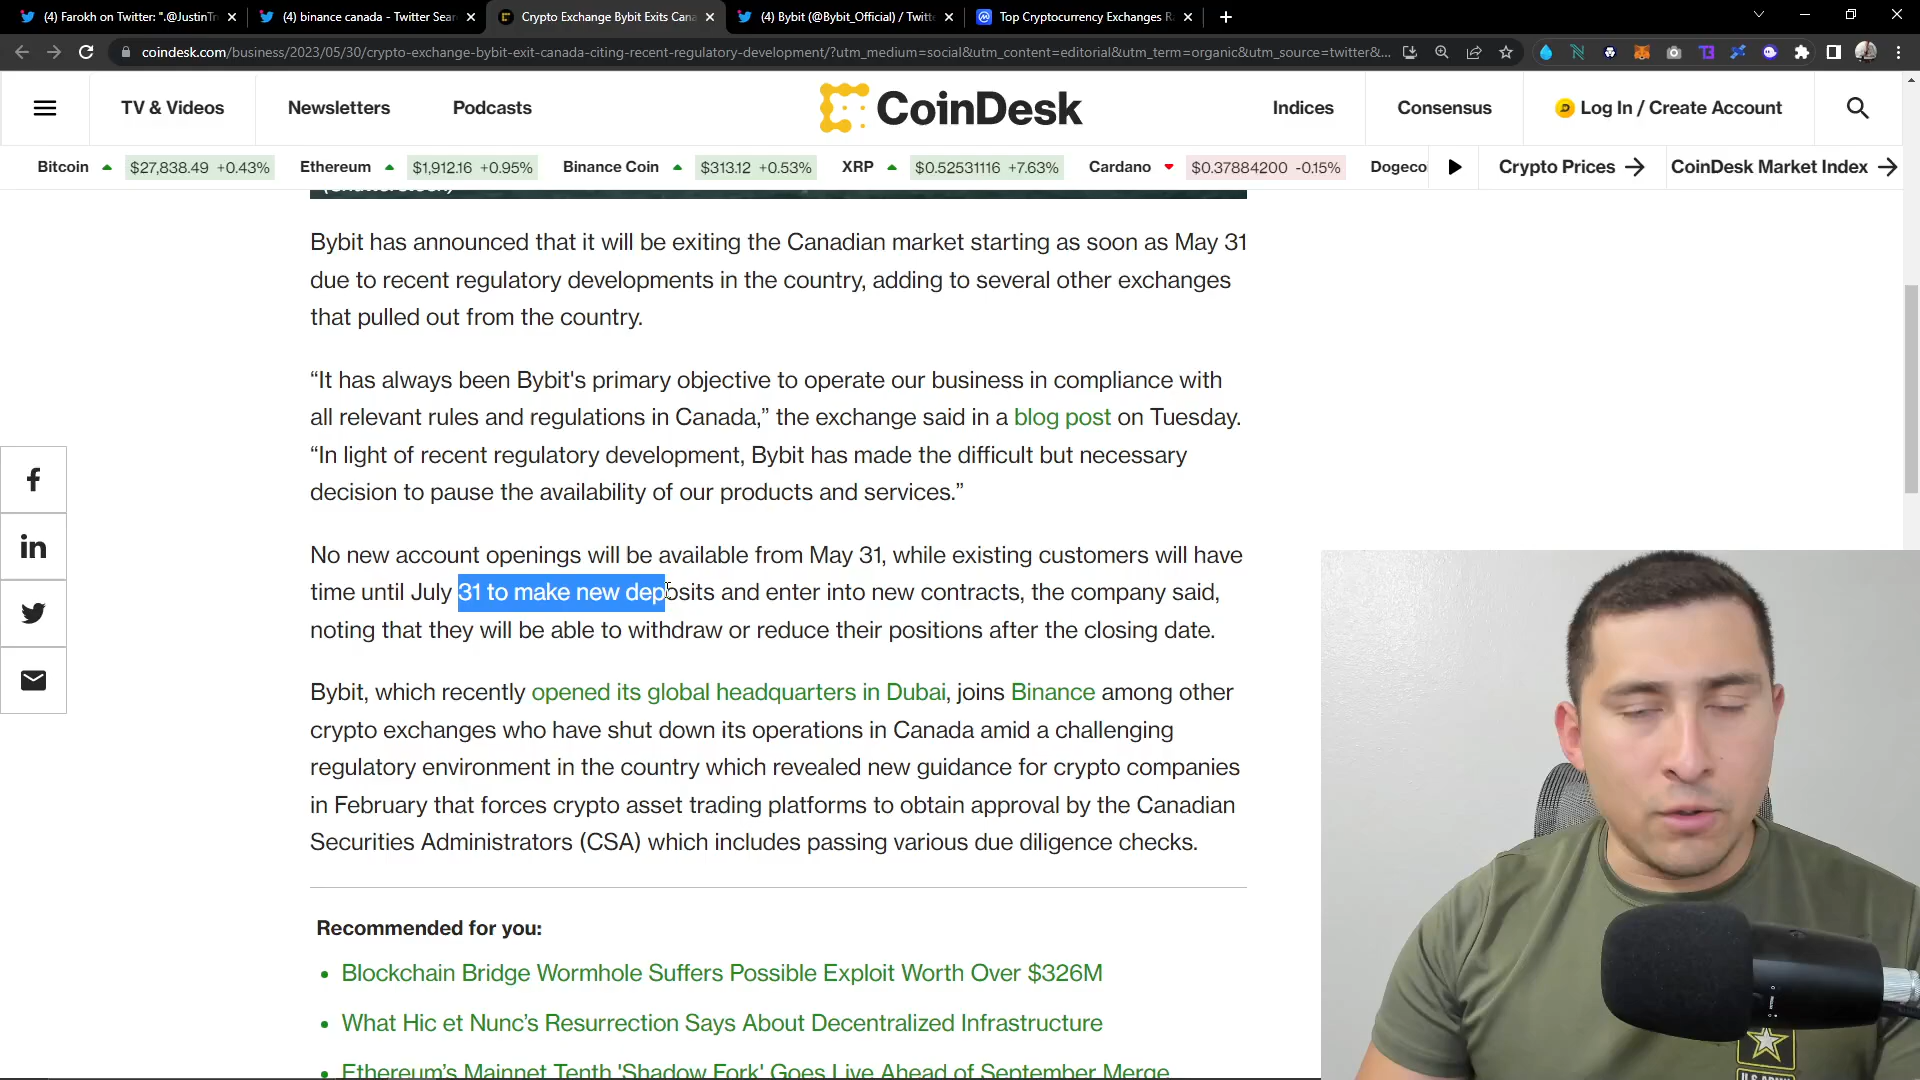 (4) Farokh on Twitter: ".@JustinTr
(4) binance canada - Twitter Sear
Crypto Exchange Bybit Exits Cana
(4) Bybit (@Bybit_Official) / Twitte
Top Cryptocurrency Exchanges R
coindesk.com/business/2023/05/30/crypto-exchange-bybit-exit-canada-citing-recent-regulatory-development/?utm_medium=social&utm_content=editorial&utm_term=organic&utm_source=twitter&...
TV & Videos
Newsletters
Podcasts
CoinDesk
Indices
Consensus
Log In / Create Account
Bitcoin $27,838.49 +0.43%
Ethereum $1,912.16 +0.95%
Binance Coin $313.12 +0.53%
XRP $0.52531116 +7.63%
Cardano $0.37884200 -0.15%
Dogeco
Crypto Prices
CoinDesk Market Index
Bybit has announced that it will be exiting the Canadian market starting as soon as May 31
due to recent regulatory developments in the country, adding to several other exchanges
that pulled out from the country.
“It has always been Bybit's primary objective to operate our business in compliance with
all relevant rules and regulations in Canada,” the exchange said in a blog post on Tuesday.
“In light of recent regulatory development, Bybit has made the difficult but necessary
decision to pause the availability of our products and services.”
No new account openings will be available from May 31, while existing customers will have
time until July 31 to make new deposits and enter into new contracts, the company said,
noting that they will be able to withdraw or reduce their positions after the closing date.
Bybit, which recently opened its global headquarters in Dubai, joins Binance among other
crypto exchanges who have shut down its operations in Canada amid a challenging
regulatory environment in the country which revealed new guidance for crypto companies
in February that forces crypto asset trading platforms to obtain approval by the Canadian
Securities Administrators (CSA) which includes passing various due diligence checks.
Recommended for you:
Blockchain Bridge Wormhole Suffers Possible Exploit Worth Over $326M
What Hic et Nunc’s Resurrection Says About Decentralized Infrastructure
Ethereum’s Mainnet Tenth 'Shadow Fork' Goes Live Ahead of September Merge